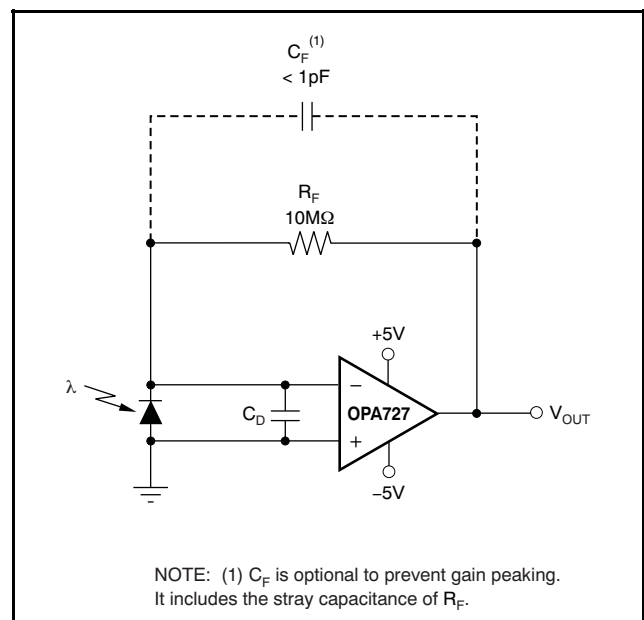 C_F^(1)
< 1pF
R_F
10MΩ
+5V
λ
C_D
−
OPA727
+
V_OUT
−5V
NOTE: (1) C_F is optional to prevent gain peaking.
It includes the stray capacitance of R_F.